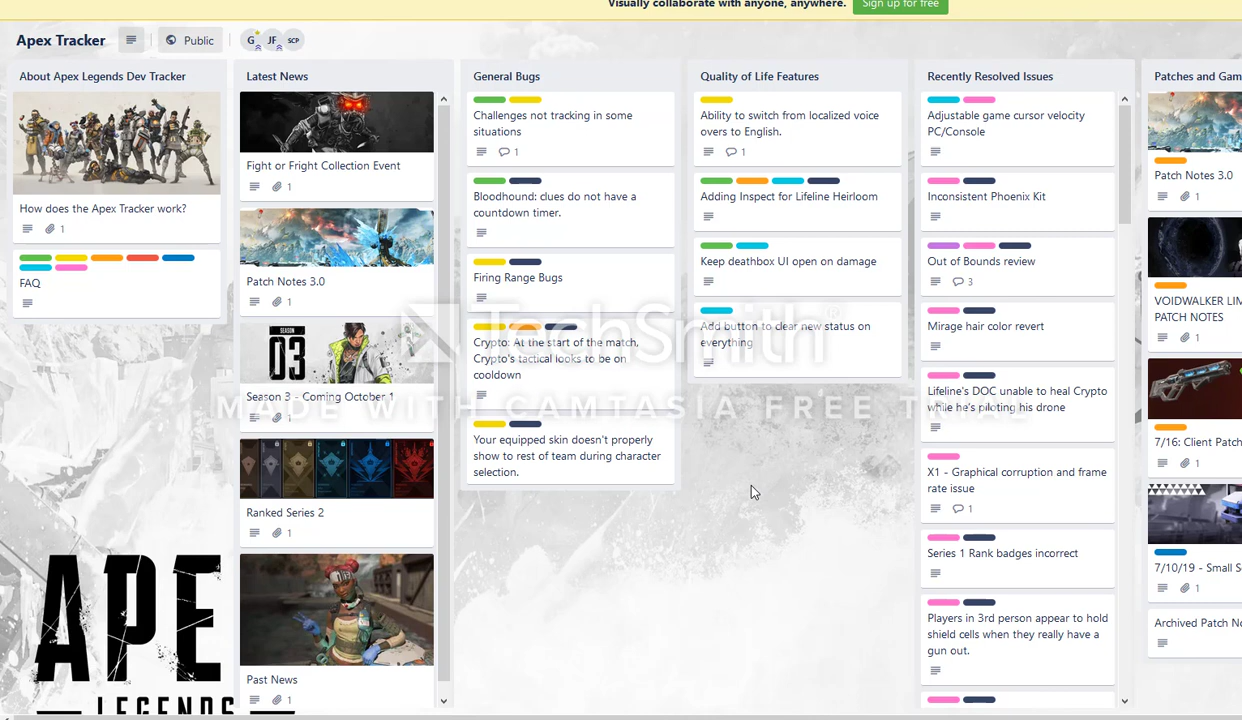 Visually collaborate with anyone, anywhere.
Sign up for free
Apex Tracker
Public
G
JF
SCP
About Apex Legends Dev Tracker
How does the Apex Tracker work?
1
FAQ
APE
LEGENDS
Latest News
Fight or Fright Collection Event
1
Patch Notes 3.0
1
SEASON
03
Season 3 - Coming October 1
1
Ranked Series 2
1
Past News
1
General Bugs
Challenges not tracking in some
situations
1
Bloodhound: clues do not have a
countdown timer.
Firing Range Bugs
Crypto: At the start of the match,
Crypto's tactical looks to be on
cooldown
Your equipped skin doesn't properly
show to rest of team during character
selection.
Quality of Life Features
Ability to switch from localized voice
overs to English.
1
Adding Inspect for Lifeline Heirloom
Keep deathbox UI open on damage
Add button to clear new status on
everything
Recently Resolved Issues
Adjustable game cursor velocity
PC/Console
Inconsistent Phoenix Kit
Out of Bounds review
3
Mirage hair color revert
Lifeline's DOC unable to heal Crypto
while he's piloting his drone
X1 - Graphical corruption and frame
rate issue
1
Series 1 Rank badges incorrect
Players in 3rd person appear to hold
shield cells when they really have a
gun out.
Patches and Gam
Patch Notes 3.0
1
VOIDWALKER LIM
PATCH NOTES
1
7/16: Client Patch
1
7/10/19 - Small S
1
Archived Patch No
TechSmith®
MADE WITH CAMTASIA FREE TRIAL